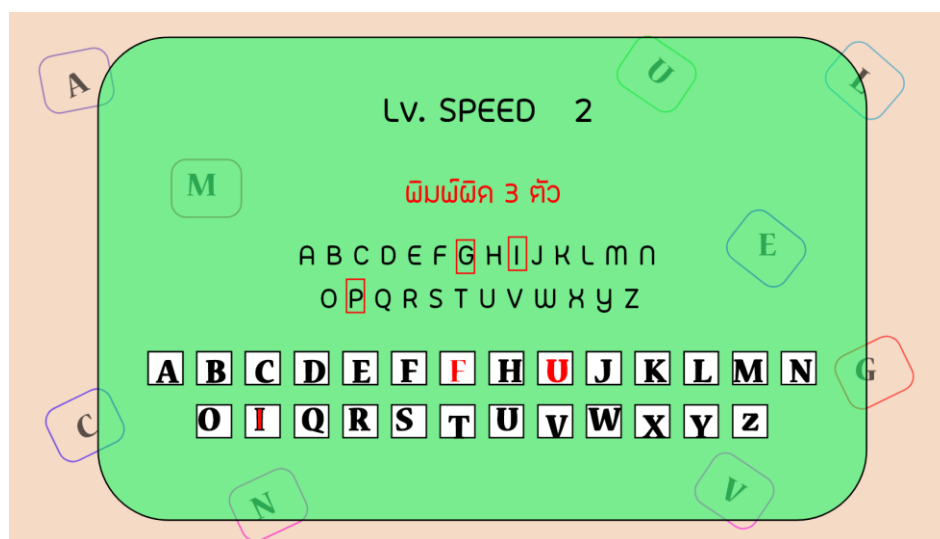 A
U
L
Lv. SPEED 2
M
พิมพ์ผิด 3 ตัว
E
A B C D E F G H I J K L M N
O P Q R S T U V W X Y Z
A B C D E F F H U J K L M N
G
O I Q R S T U V W X Y Z
C
N
V